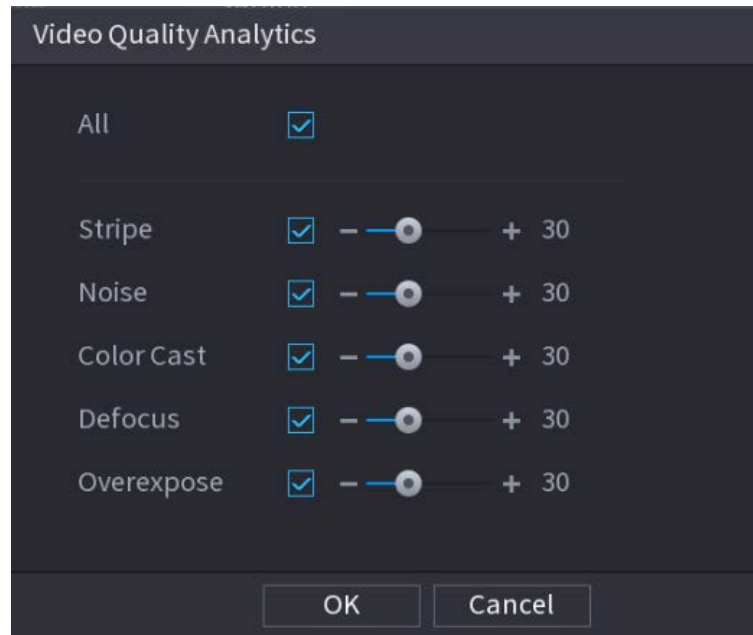 Video Quality Analytics
All
Stripe − + 30
Noise − + 30
Color Cast − + 30
Defocus − + 30
Overexpose − + 30
OK Cancel